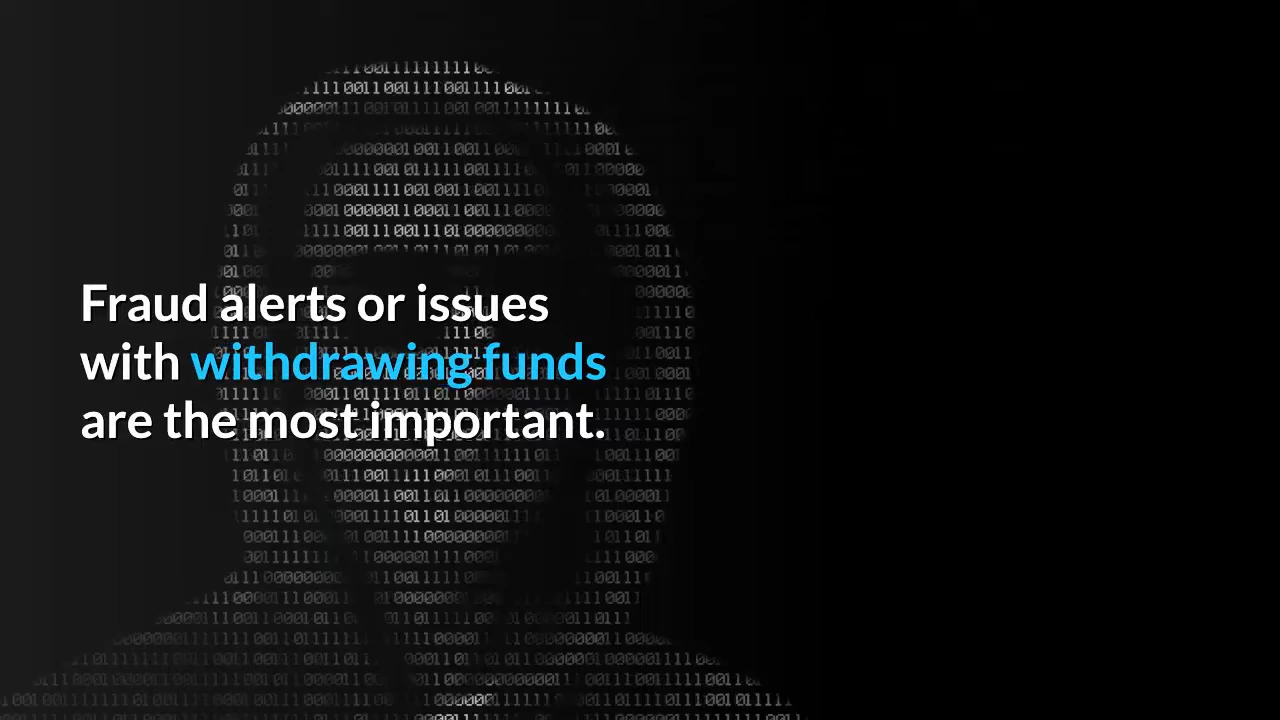 Fraud alerts or issues
with withdrawing funds
are the most important.